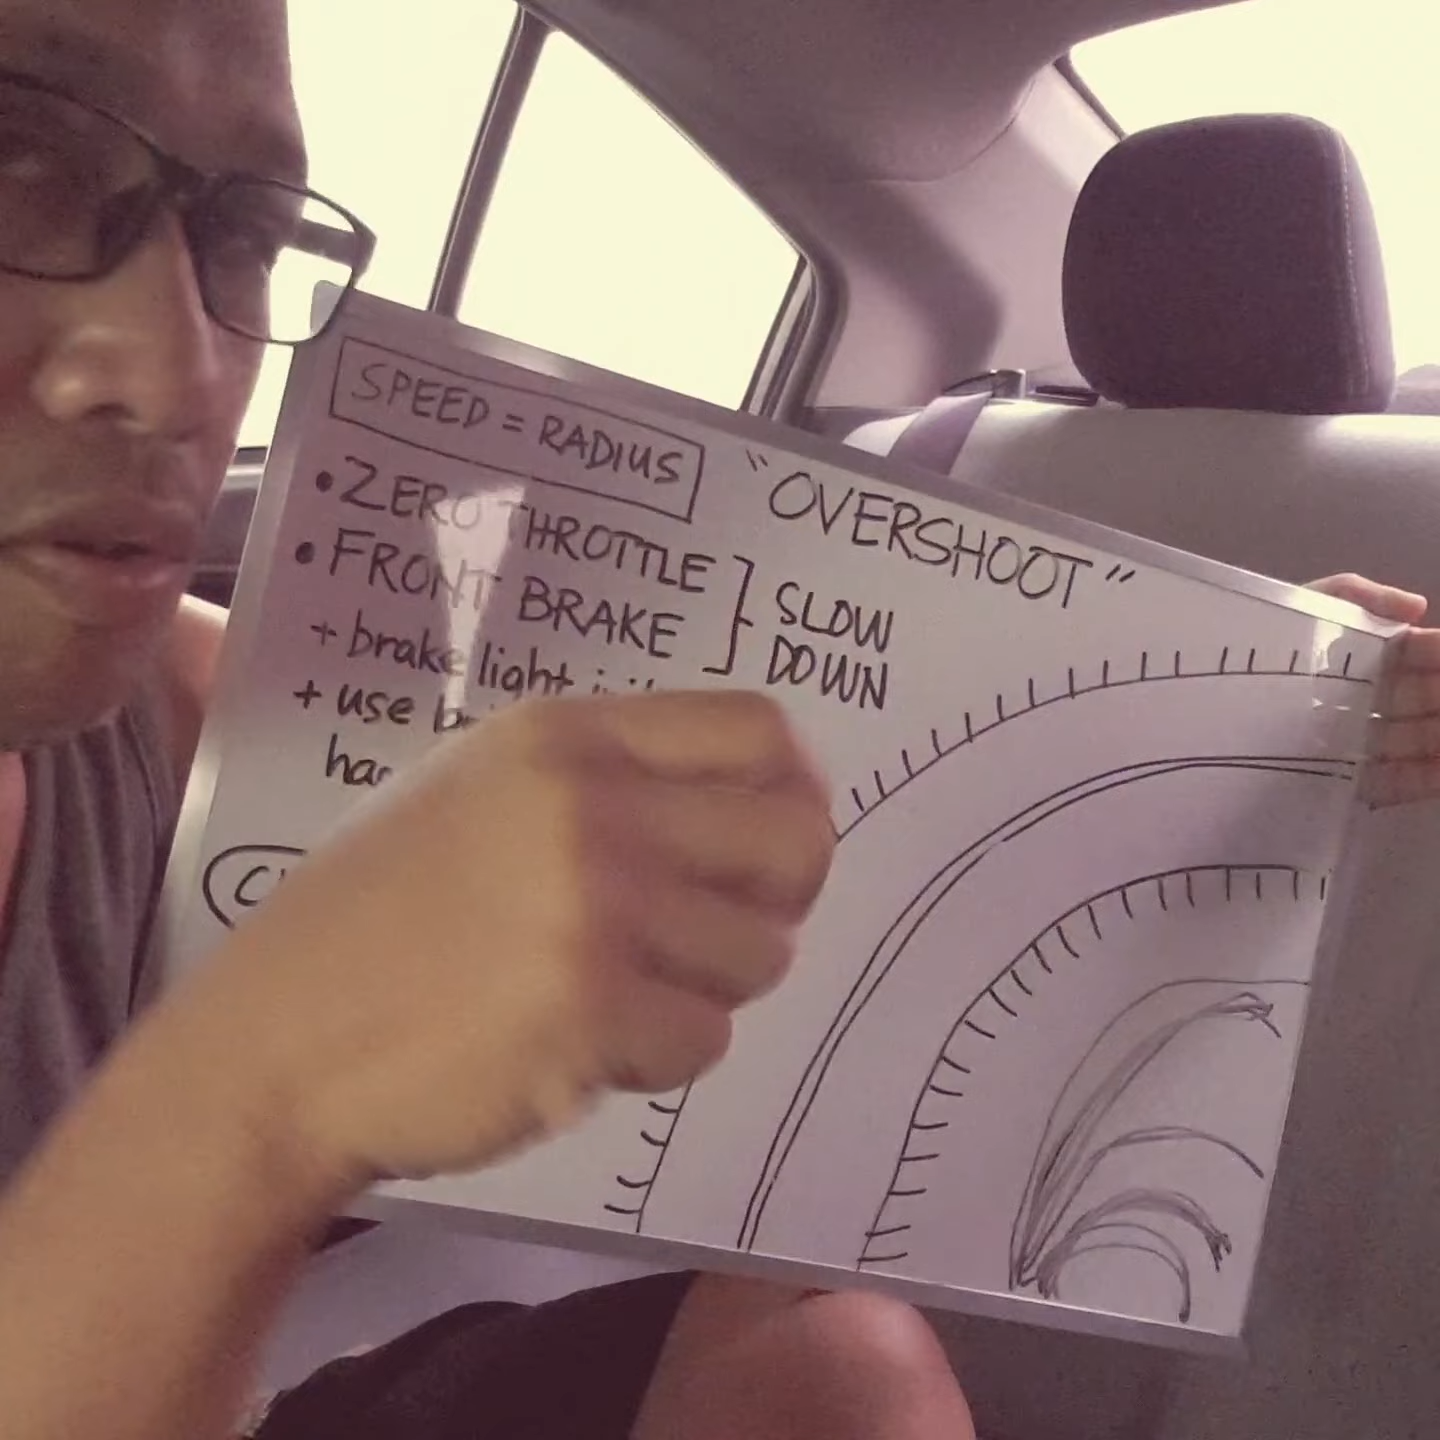 SPEED = RADIUS
"OVERSHOOT"
• ZERO THROTTLE
• FRONT BRAKE
SLOW
DOWN
+ brake light
+ use